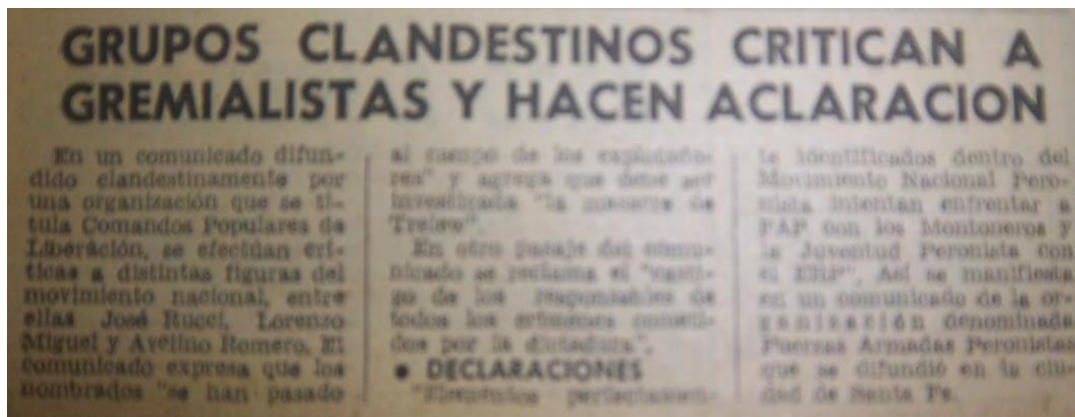 GRUPOS CLANDESTINOS CRITICAN A
GREMIALISTAS Y HACEN ACLARACION
En un comunicado difun-
dido clandestinamente por
una organización que se ti-
tula Comandos Populares de
Liberación, se efectúan crí-
ticas a distintas figuras del
movimiento nacional, entre
ellas José Rucci, Lorenzo
Miguel y Avelino Romero. El
comunicado expresa que los
nombrados "se han pasado
al cuerpo de los explotado-
res" y agrega que debe ser
investigada "la masacre de
Trelew".
En otro pasaje del comu-
nicado se reclama el "casti-
go de los responsables de
todos los crímenes cometi-
dos por la dictadura".
● DECLARACIONES
"Elementos perfectamen-
te identificados dentro del
Movimiento Nacional Pero-
nista intentan enfrentar a
FAP con los Montoneros y
la Juventud Peronista con
el ERP". Así se manifiesta
en un comunicado de la or-
ganización denominada
Fuerzas Armadas Peronistas
que se difundió en la ciu-
dad de Santa Fe.